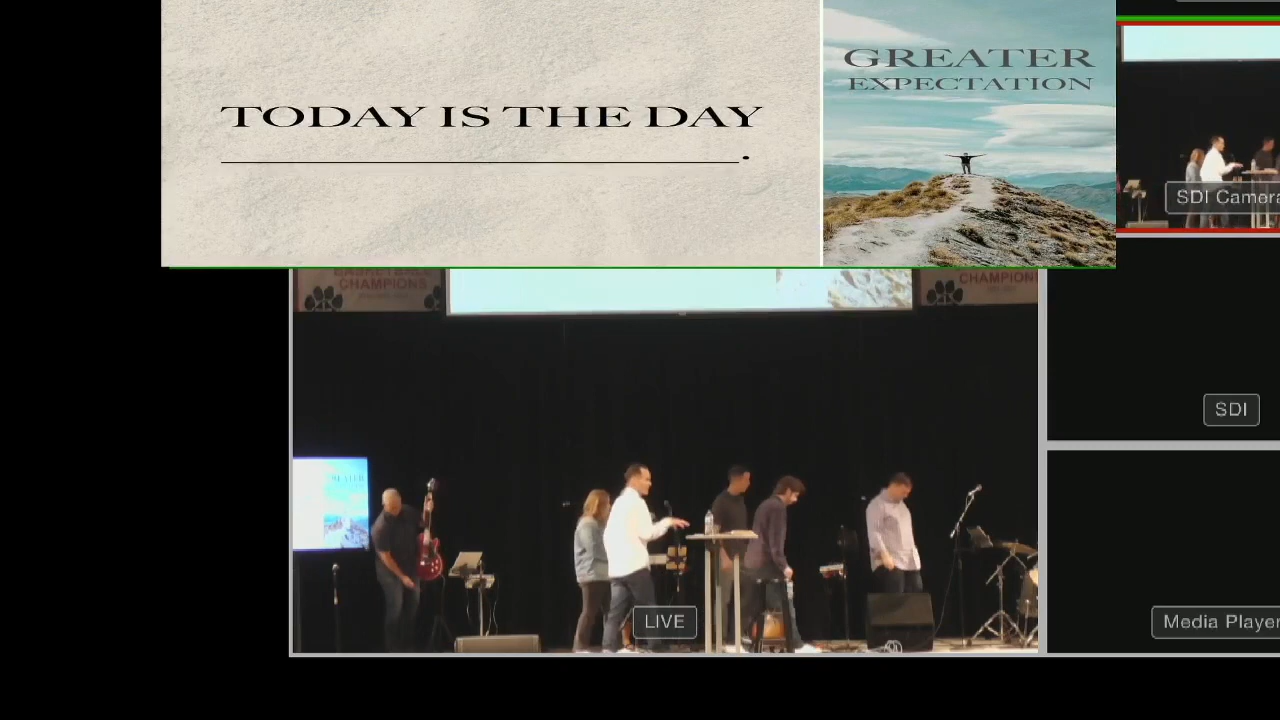 TODAY IS THE DAY
.
GREATER
EXPECTATION
SDI Camera
CHAMPIONS
CHAMPIONS
SDI
LIVE
Media Player